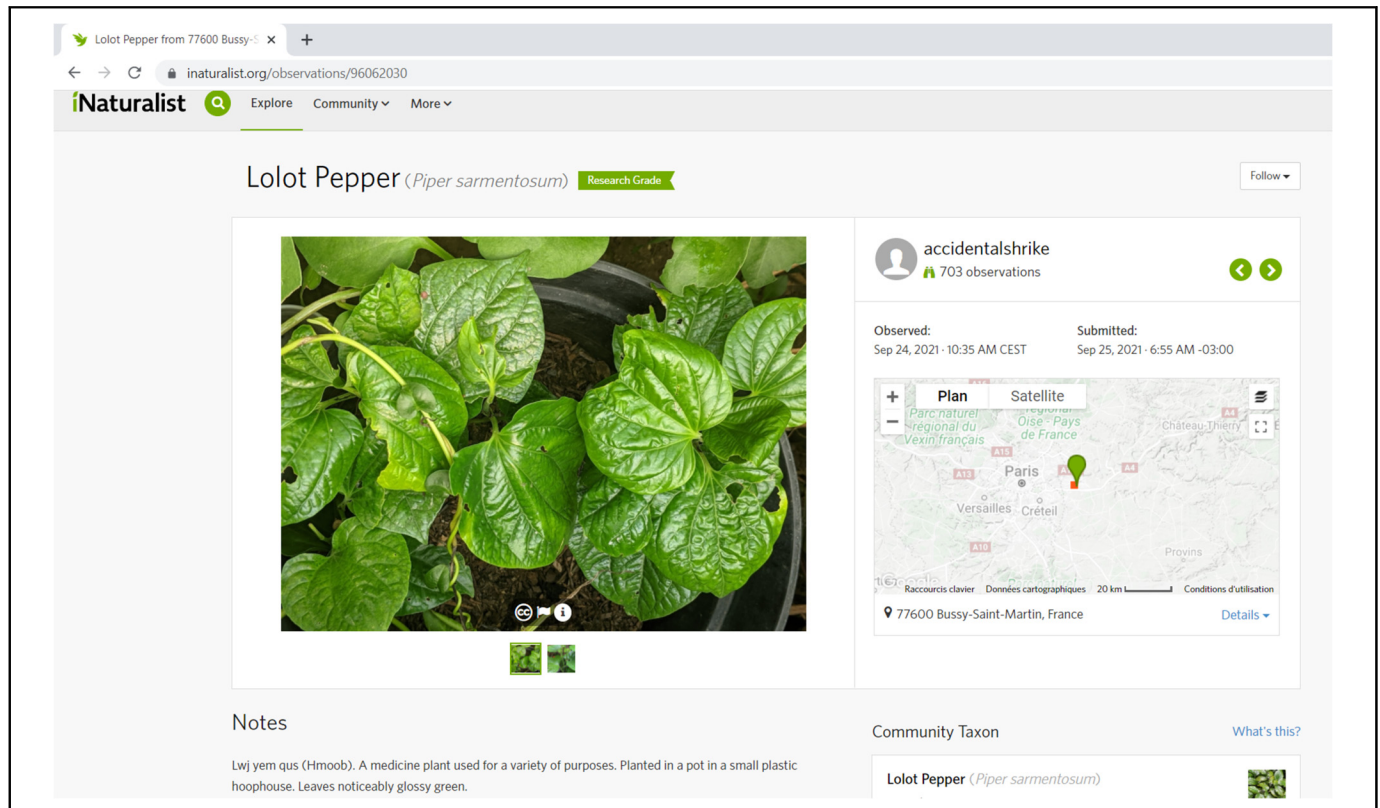 Lolot Pepper from 77600 Bussy-S
inaturalist.org/observations/96062030
iNaturalist Explore Community More
Lolot Pepper (Piper sarmentosum) Research Grade
Follow
accidentalshrike
703 observations
Observed: Submitted:
Sep 24, 2021 · 10:35 AM CEST Sep 25, 2021 · 6:55 AM -03:00
+ Plan Satellite
−
Parc naturel
régional du
Vexin français
Oise - Pays
de France
Château-Thierry
A4
A15
A13
Paris
A4
Versailles
Créteil
A10
Provins
Raccourcis clavier Données cartographiques 20 km Conditions d'utilisation
77600 Bussy-Saint-Martin, France Details
cc i
Notes
Lwj yem qus (Hmoob). A medicine plant used for a variety of purposes. Planted in a pot in a small plastic
hoophouse. Leaves noticeably glossy green.
Community Taxon What's this?
Lolot Pepper (Piper sarmentosum)